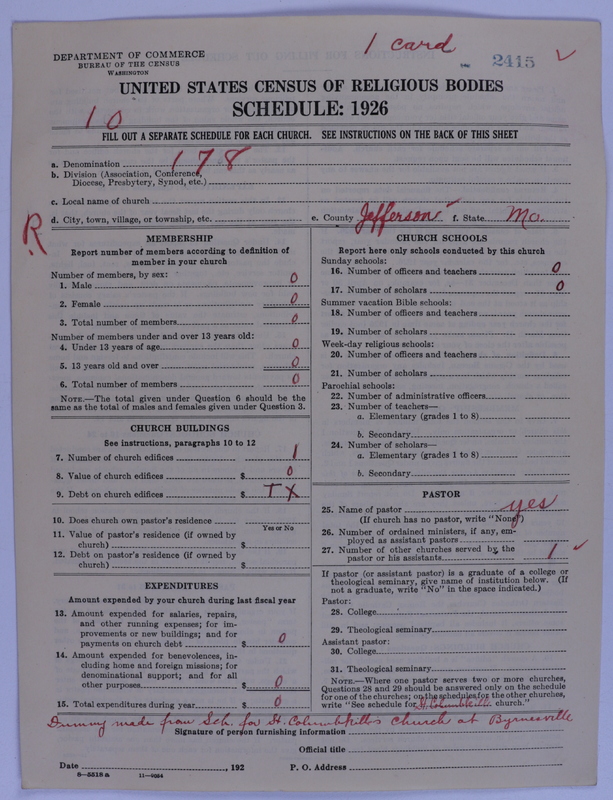 1 card
2415 ✓
DEPARTMENT OF COMMERCE
BUREAU OF THE CENSUS
WASHINGTON
UNITED STATES CENSUS OF RELIGIOUS BODIES
SCHEDULE: 1926
10
FILL OUT A SEPARATE SCHEDULE FOR EACH CHURCH. SEE INSTRUCTIONS ON THE BACK OF THIS SHEET
a. Denomination 178
b. Division (Association, Conference,
Diocese, Presbytery, Synod, etc.)
c. Local name of church
d. City, town, village, or township, etc. e. County Jefferson f. State Mo.
R
MEMBERSHIP
Report number of members according to definition of
member in your church
Number of members, by sex:
1. Male 0
2. Female 0
3. Total number of members 0
Number of members under and over 13 years old:
4. Under 13 years of age 0
5. 13 years old and over 0
6. Total number of members 0
NOTE.—The total given under Question 6 should be the
same as the total of males and females given under Question 3.
CHURCH BUILDINGS
See instructions, paragraphs 10 to 12
7. Number of church edifices 1
8. Value of church edifices $ 0
9. Debt on church edifices $ TX
10. Does church own pastor's residence
Yes or No
11. Value of pastor's residence (if owned by
church) $
12. Debt on pastor's residence (if owned by
church) $
EXPENDITURES
Amount expended by your church during last fiscal year
13. Amount expended for salaries, repairs,
and other running expenses; for im-
provements or new buildings; and for
payments on church debt $ 0
14. Amount expended for benevolences, in-
cluding home and foreign missions; for
denominational support; and for all
other purposes $ 0
15. Total expenditures during year $ 0
CHURCH SCHOOLS
Report here only schools conducted by this church
Sunday schools:
16. Number of officers and teachers 0
17. Number of scholars 0
Summer vacation Bible schools:
18. Number of officers and teachers
19. Number of scholars
Week-day religious schools:
20. Number of officers and teachers
21. Number of scholars
Parochial schools:
22. Number of administrative officers
23. Number of teachers—
a. Elementary (grades 1 to 8)
b. Secondary
24. Number of scholars—
a. Elementary (grades 1 to 8)
b. Secondary
PASTOR
25. Name of pastor yes
(If church has no pastor, write "None")
26. Number of ordained ministers, if any, em-
ployed as assistant pastors
27. Number of other churches served by the
pastor or his assistants 1 ✓
If pastor (or assistant pastor) is a graduate of a college or
theological seminary, give name of institution below. (If
not a graduate, write "No" in the space indicated.)
Pastor:
28. College
29. Theological seminary
Assistant pastor:
30. College
31. Theological seminary
NOTE.—Where one pastor serves two or more churches,
Questions 28 and 29 should be answered only on the schedule
for one of the churches; on the schedules for the other churches,
write "See schedule for St. Columbkille church."
Dummy made from Sch. for St. Columbkille's Church at Byrnesville
Signature of person furnishing information
Official title
Date , 192 P. O. Address
8—5518a 11—9554